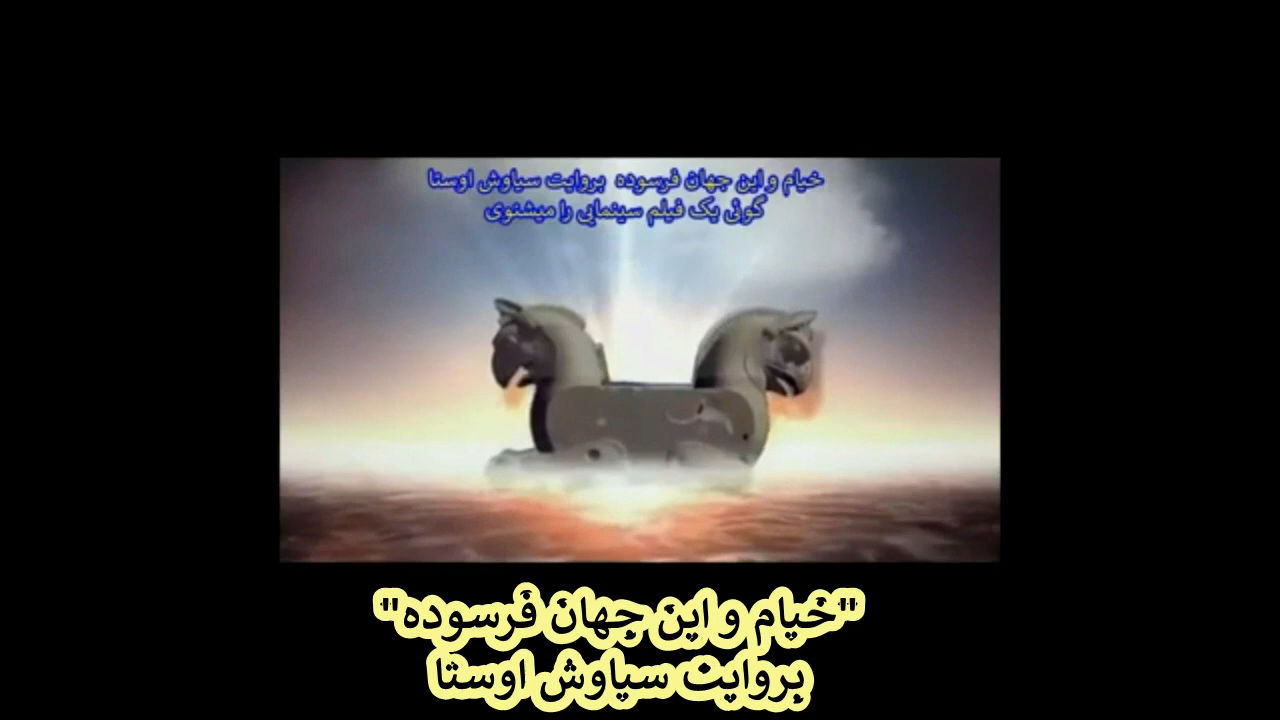 خیام و این جهان فرسوده بروایت سیاوش اوستا
گوئی یک فیلم سینمایی را میشنوی
"خیام و این جهان فرسوده"
بروایت سیاوش اوستا